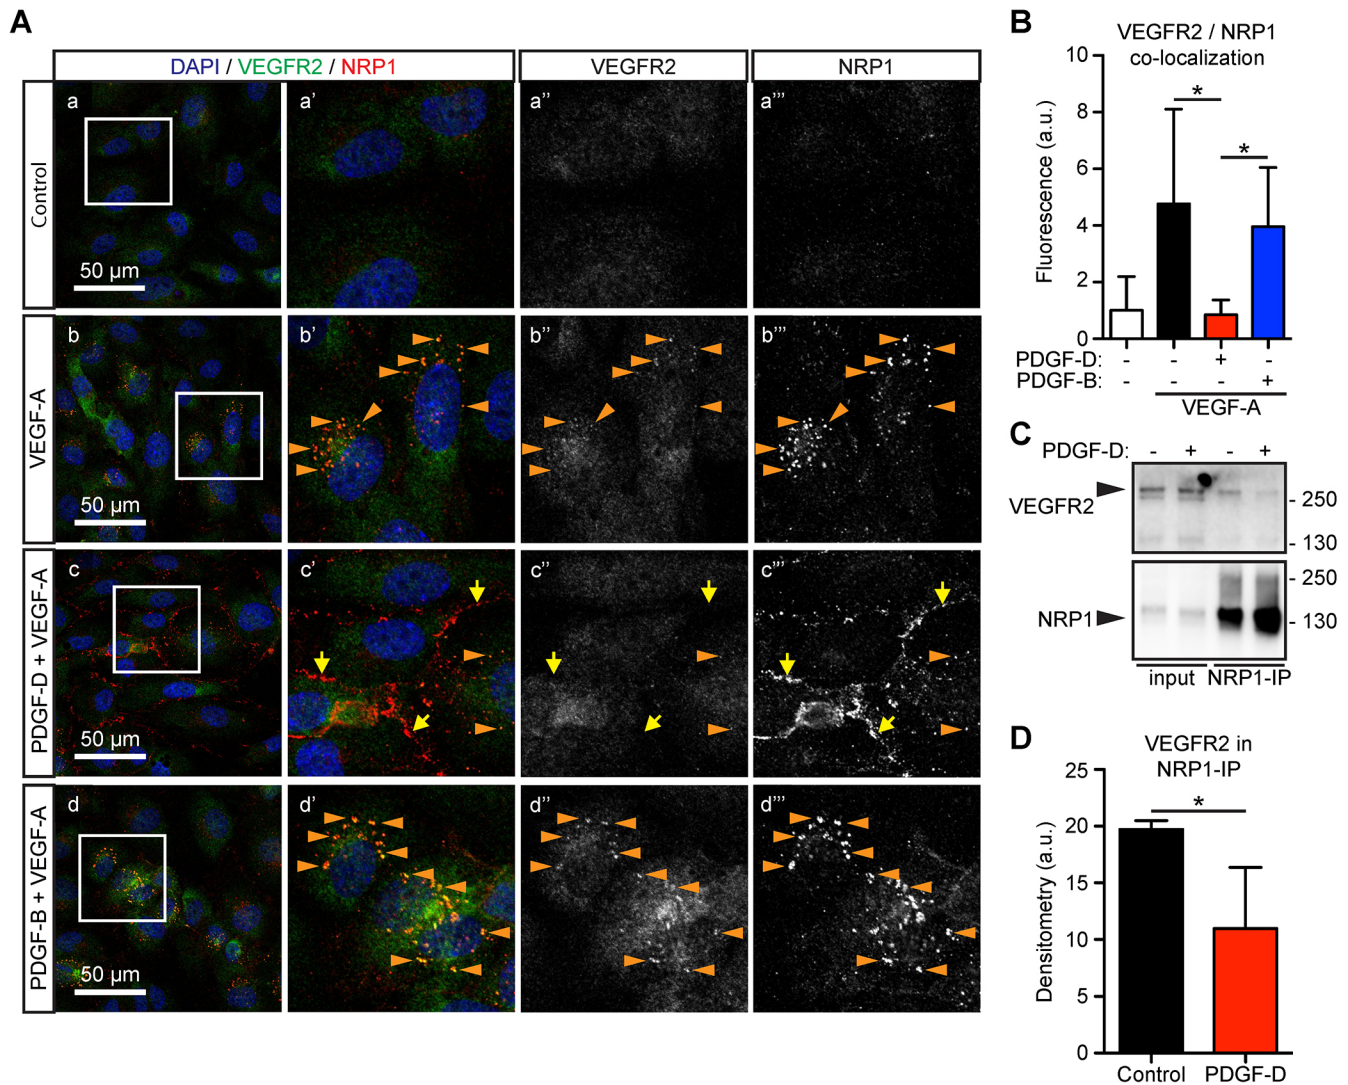 A
DAPI / VEGFR2 / NRP1
VEGFR2
NRP1
Control
a
a'
a''
a'''
50 µm
VEGF-A
b
b'
b''
b'''
50 µm
PDGF-D + VEGF-A
c
c'
c''
c'''
50 µm
PDGF-B + VEGF-A
d
d'
d''
d'''
50 µm
B
VEGFR2 / NRP1
co-localization
Fluorescence (a.u.)
10
8
6
4
2
0
*
*
PDGF-D: - - + -
PDGF-B: - - - +
VEGF-A
C
PDGF-D: - + - +
VEGFR2
- 250
- 130
NRP1
- 250
- 130
input NRP1-IP
D
VEGFR2 in
NRP1-IP
Densitometry (a.u.)
25
20
15
10
5
0
*
Control PDGF-D